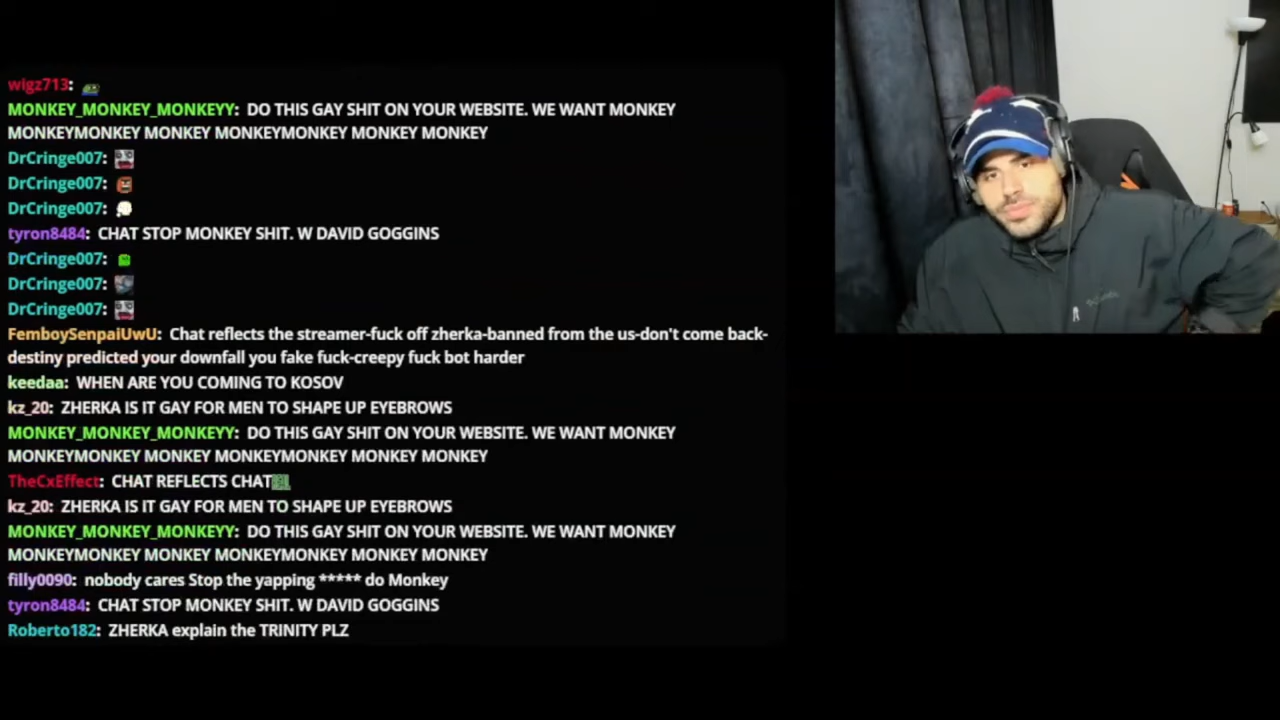 wigz713:
MONKEY_MONKEY_MONKEYY: DO THIS GAY SHIT ON YOUR WEBSITE. WE WANT MONKEY
MONKEYMONKEY MONKEY MONKEYMONKEY MONKEY MONKEY
DrCringe007:
DrCringe007:
DrCringe007:
tyron8484: CHAT STOP MONKEY SHIT. W DAVID GOGGINS
DrCringe007:
DrCringe007:
DrCringe007:
FemboySenpaiUwU: Chat reflects the streamer-fuck off zherka-banned from the us-don't come back-
destiny predicted your downfall you fake fuck-creepy fuck bot harder
keedaa: WHEN ARE YOU COMING TO KOSOV
kz_20: ZHERKA IS IT GAY FOR MEN TO SHAPE UP EYEBROWS
MONKEY_MONKEY_MONKEYY: DO THIS GAY SHIT ON YOUR WEBSITE. WE WANT MONKEY
MONKEYMONKEY MONKEY MONKEYMONKEY MONKEY MONKEY
TheCxEffect: CHAT REFLECTS CHAT
kz_20: ZHERKA IS IT GAY FOR MEN TO SHAPE UP EYEBROWS
MONKEY_MONKEY_MONKEYY: DO THIS GAY SHIT ON YOUR WEBSITE. WE WANT MONKEY
MONKEYMONKEY MONKEY MONKEYMONKEY MONKEY MONKEY
filly0090: nobody cares Stop the yapping ***** do Monkey
tyron8484: CHAT STOP MONKEY SHIT. W DAVID GOGGINS
Roberto182: ZHERKA explain the TRINITY PLZ